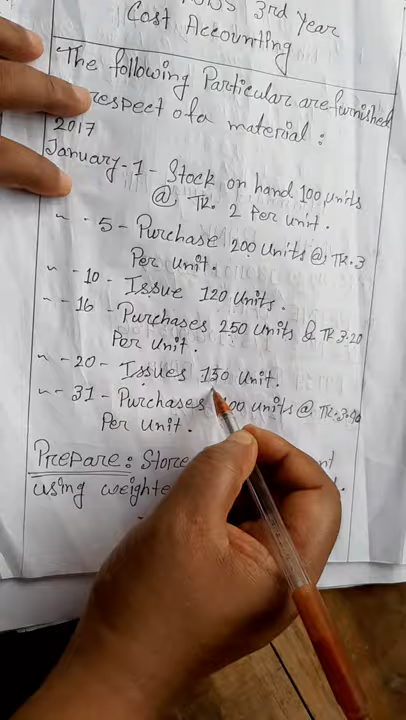 3rd Year
Cost Accounting
The following Particular are furnished
respect of a material :
2017
January - 1 - Stock on hand 100 units
@ TK. 2 Per unit.
" - 5 - Purchase 200 Units @ TK. 3
Per unit.
" - 10 - Issue 120 Units.
" - 16 - Purchases 250 units @ TK 3.20
Per unit.
" - 20 - Issues 150 unit.
" - 31 - Purchases units @ TK.
Per unit.
Prepare : Store
using